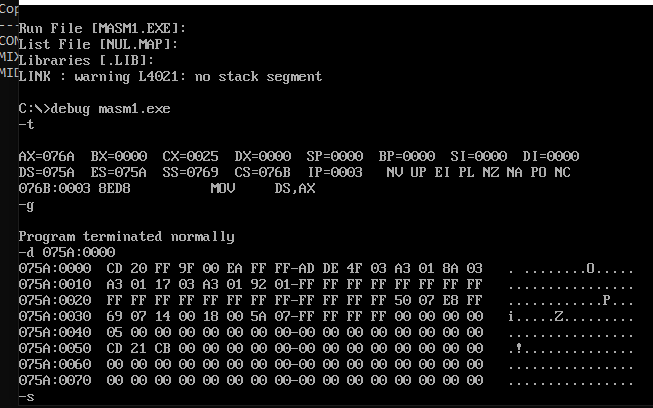 Cop
---
CON
MIX
MID
Run File [MASM1.EXE]:
List File [NUL.MAP]:
Libraries [.LIB]:
LINK : warning L4021: no stack segment
C:\>debug masm1.exe
-t
AX=076A  BX=0000  CX=0025  DX=0000  SP=0000  BP=0000  SI=0000  DI=0000
DS=075A  ES=075A  SS=0769  CS=076B  IP=0003   NV UP EI PL NZ NA PO NC
076B:0003 8ED8          MOV     DS,AX
-g
Program terminated normally
-d 075A:0000
075A:0000  CD 20 FF 9F 00 EA FF FF-AD DE 4F 03 A3 01 8A 03   . ........O.....
075A:0010  A3 01 17 03 A3 01 92 01-FF FF FF FF FF FF FF FF   ................
075A:0020  FF FF FF FF FF FF FF FF-FF FF FF FF 50 07 E8 FF   ............P...
075A:0030  69 07 14 00 18 00 5A 07-FF FF FF FF 00 00 00 00   i.....Z.........
075A:0040  05 00 00 00 00 00 00 00-00 00 00 00 00 00 00 00   ................
075A:0050  CD 21 CB 00 00 00 00 00-00 00 00 00 00 00 00 00   .!..............
075A:0060  00 00 00 00 00 00 00 00-00 00 00 00 00 00 00 00   ................
075A:0070  00 00 00 00 00 00 00 00-00 00 00 00 00 00 00 00   ................
-s